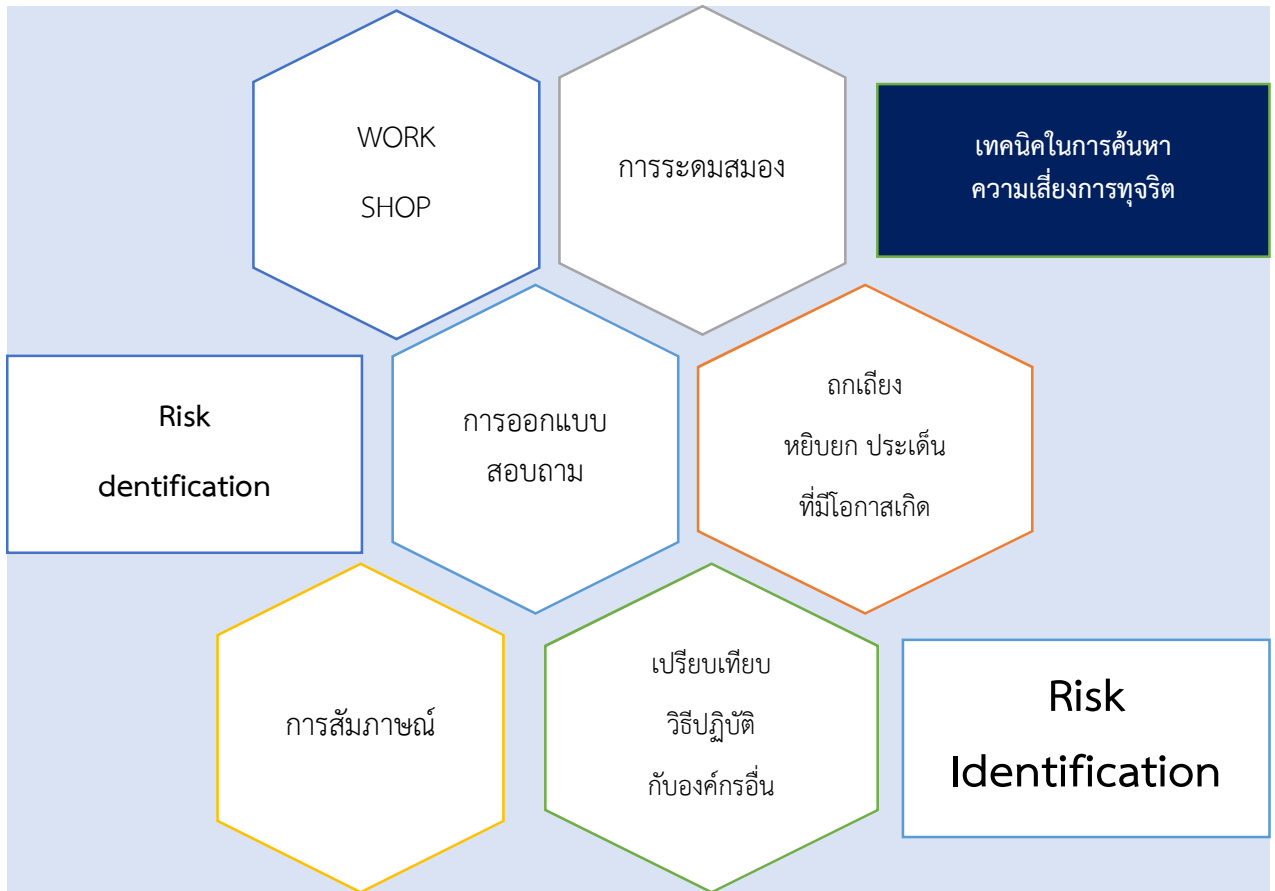 WORK
SHOP
การระดมสมอง
เทคนิคในการค้นหา
ความเสี่ยงการทุจริต
Risk
dentification
การออกแบบ
สอบถาม
ถกเถียง
หยิบยก ประเด็น
ที่มีโอกาสเกิด
การสัมภาษณ์
เปรียบเทียบ
วิธีปฏิบัติ
กับองค์กรอื่น
Risk
Identification